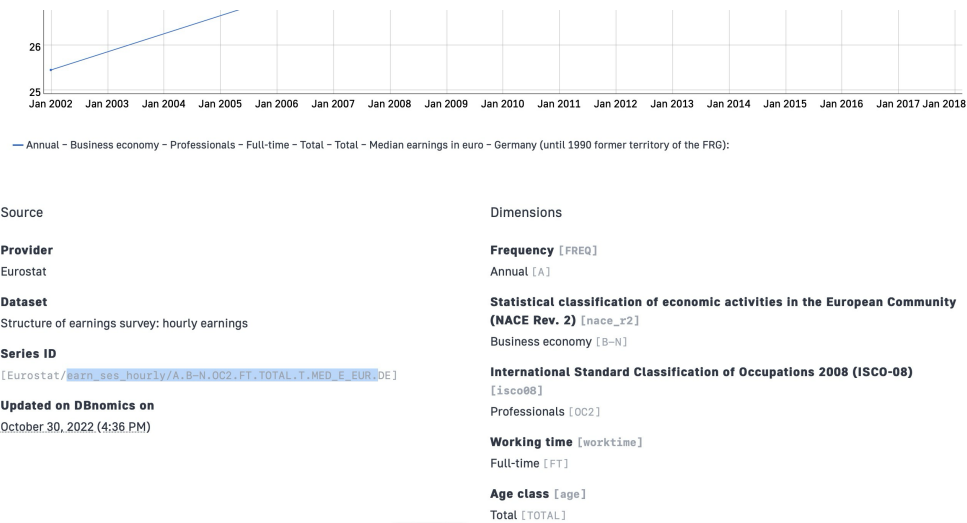 26
25
Jan 2002 Jan 2003 Jan 2004 Jan 2005 Jan 2006 Jan 2007 Jan 2008 Jan 2009 Jan 2010 Jan 2011 Jan 2012 Jan 2013 Jan 2014 Jan 2015 Jan 2016 Jan 2017 Jan 2018
Annual – Business economy – Professionals – Full-time – Total – Total – Median earnings in euro – Germany (until 1990 former territory of the FRG):
Source
Provider
Eurostat
Dataset
Structure of earnings survey: hourly earnings
Series ID
[Eurostat/earn_ses_hourly/A.B-N.OC2.FT.TOTAL.T.MED_E_EUR.DE]
Updated on DBnomics on
October 30, 2022 (4:36 PM)
Dimensions
Frequency [FREQ]
Annual [A]
Statistical classification of economic activities in the European Community
(NACE Rev. 2) [nace_r2]
Business economy [B-N]
International Standard Classification of Occupations 2008 (ISCO-08)
[isco08]
Professionals [OC2]
Working time [worktime]
Full-time [FT]
Age class [age]
Total [TOTAL]